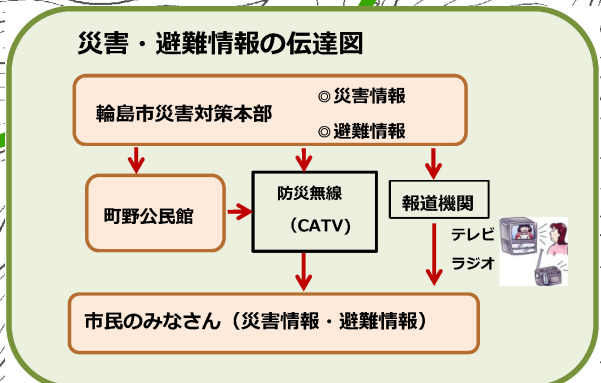 災害・避難情報の伝達図
輪島市災害対策本部
◎災害情報
◎避難情報
町野公民館
防災無線
（CATV)
報道機関
テレビ
ラジオ
市民のみなさん（災害情報・避難情報）